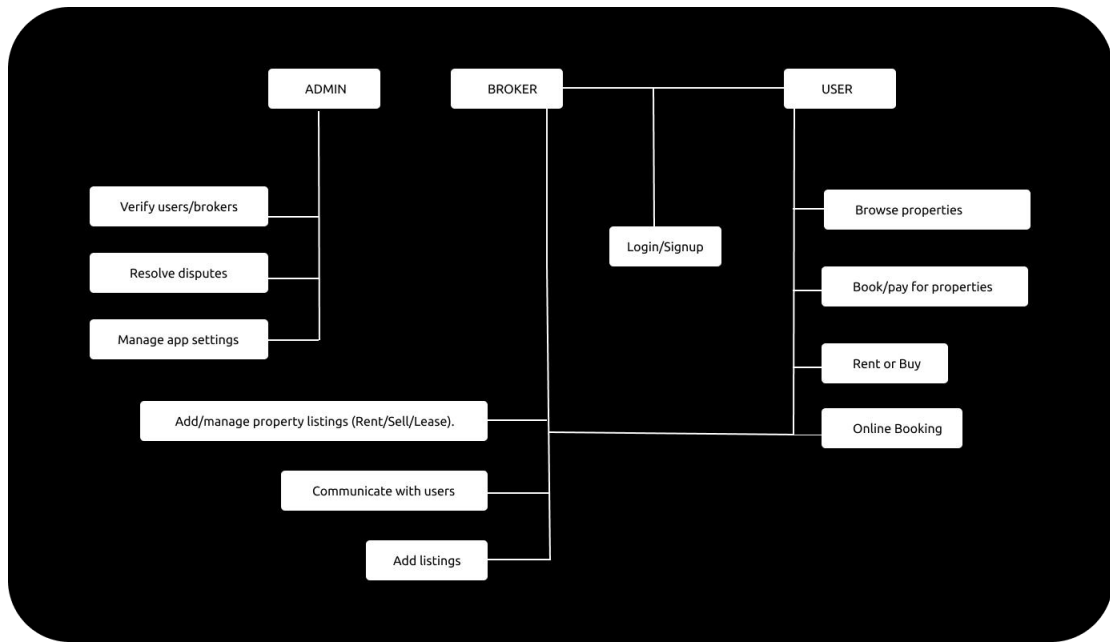 ADMIN
BROKER
USER
Verify users/brokers
Browse properties
Login/Signup
Resolve disputes
Book/pay for properties
Manage app settings
Rent or Buy
Add/manage property listings (Rent/Sell/Lease).
Online Booking
Communicate with users
Add listings